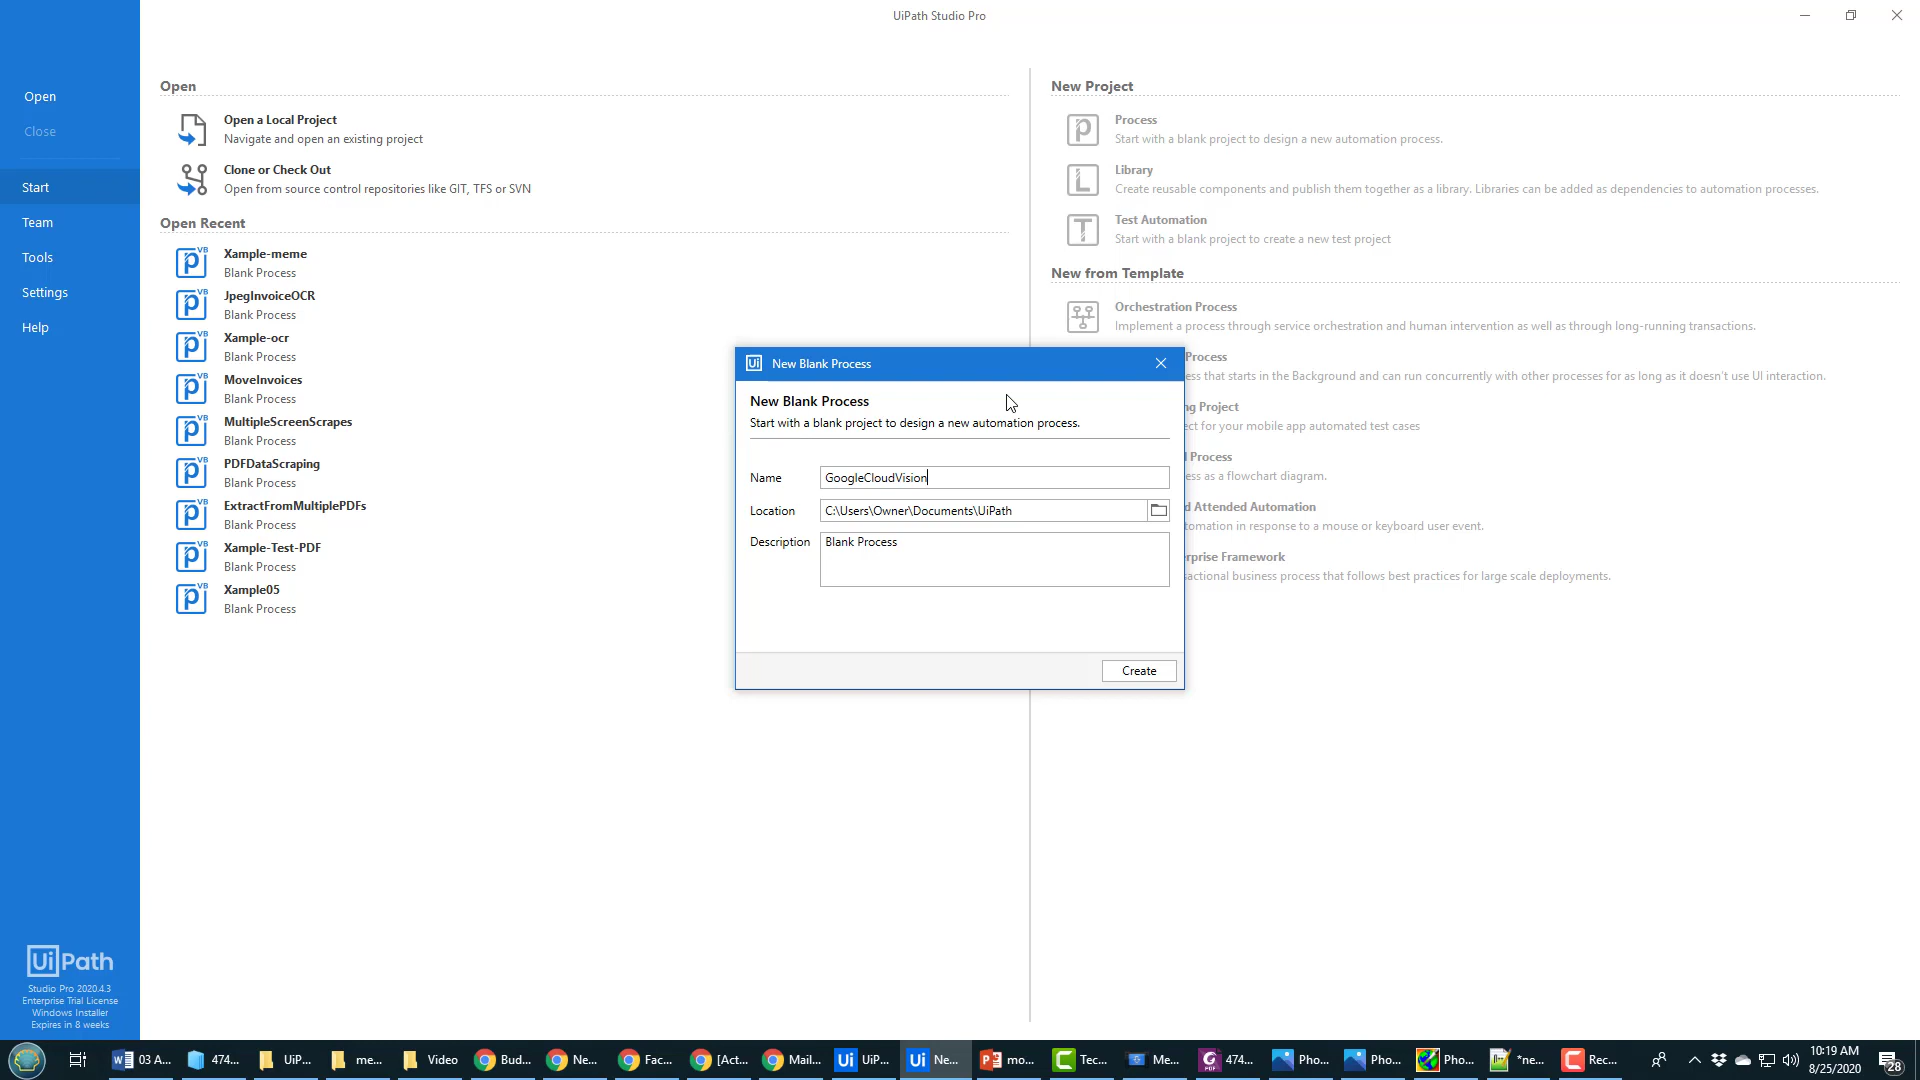 UiPath Studio Pro
Open
Close
Start
Team
Tools
Settings
Help
UiPath
Studio Pro 2020.4.3
Enterprise Trial License
Windows Installer
Expires in 8 weeks
Open
Open a Local Project
Navigate and open an existing project
Clone or Check Out
Open from source control repositories like GIT, TFS or SVN
Open Recent
VB
Xample-meme
Blank Process
VB
JpegInvoiceOCR
Blank Process
VB
Xample-ocr
Blank Process
VB
MoveInvoices
Blank Process
VB
MultipleScreenScrapes
Blank Process
VB
PDFDataScraping
Blank Process
VB
ExtractFromMultiplePDFs
Blank Process
VB
Xample-Test-PDF
Blank Process
VB
Xample05
Blank Process
New Project
Process
Start with a blank project to design a new automation process.
Library
Create reusable components and publish them together as a library. Libraries can be added as dependencies to automation processes.
Test Automation
Start with a blank project to create a new test project
New from Template
Orchestration Process
Implement a process through service orchestration and human intervention as well as through long-running transactions.
Process
ess that starts in the Background and can run concurrently with other processes for as long as it doesn't use UI interaction.
ng Project
ect for your mobile app automated test cases
l Process
ess as a flowchart diagram.
d Attended Automation
tomation in response to a mouse or keyboard user event.
rprise Framework
sactional business process that follows best practices for large scale deployments.
Ui New Blank Process
New Blank Process
Start with a blank project to design a new automation process.
Name GoogleCloudVision
Location C:\Users\Owner\Documents\UiPath
Description Blank Process
Create
03 A... 474... UiP... me... Video Bud... Ne... Fac... [Act... Mail... Ui UiP... Ui Ne... mo... Tec... Me... 474... Pho... Pho... Pho... *ne... Rec...
10:19 AM
8/25/2020
28